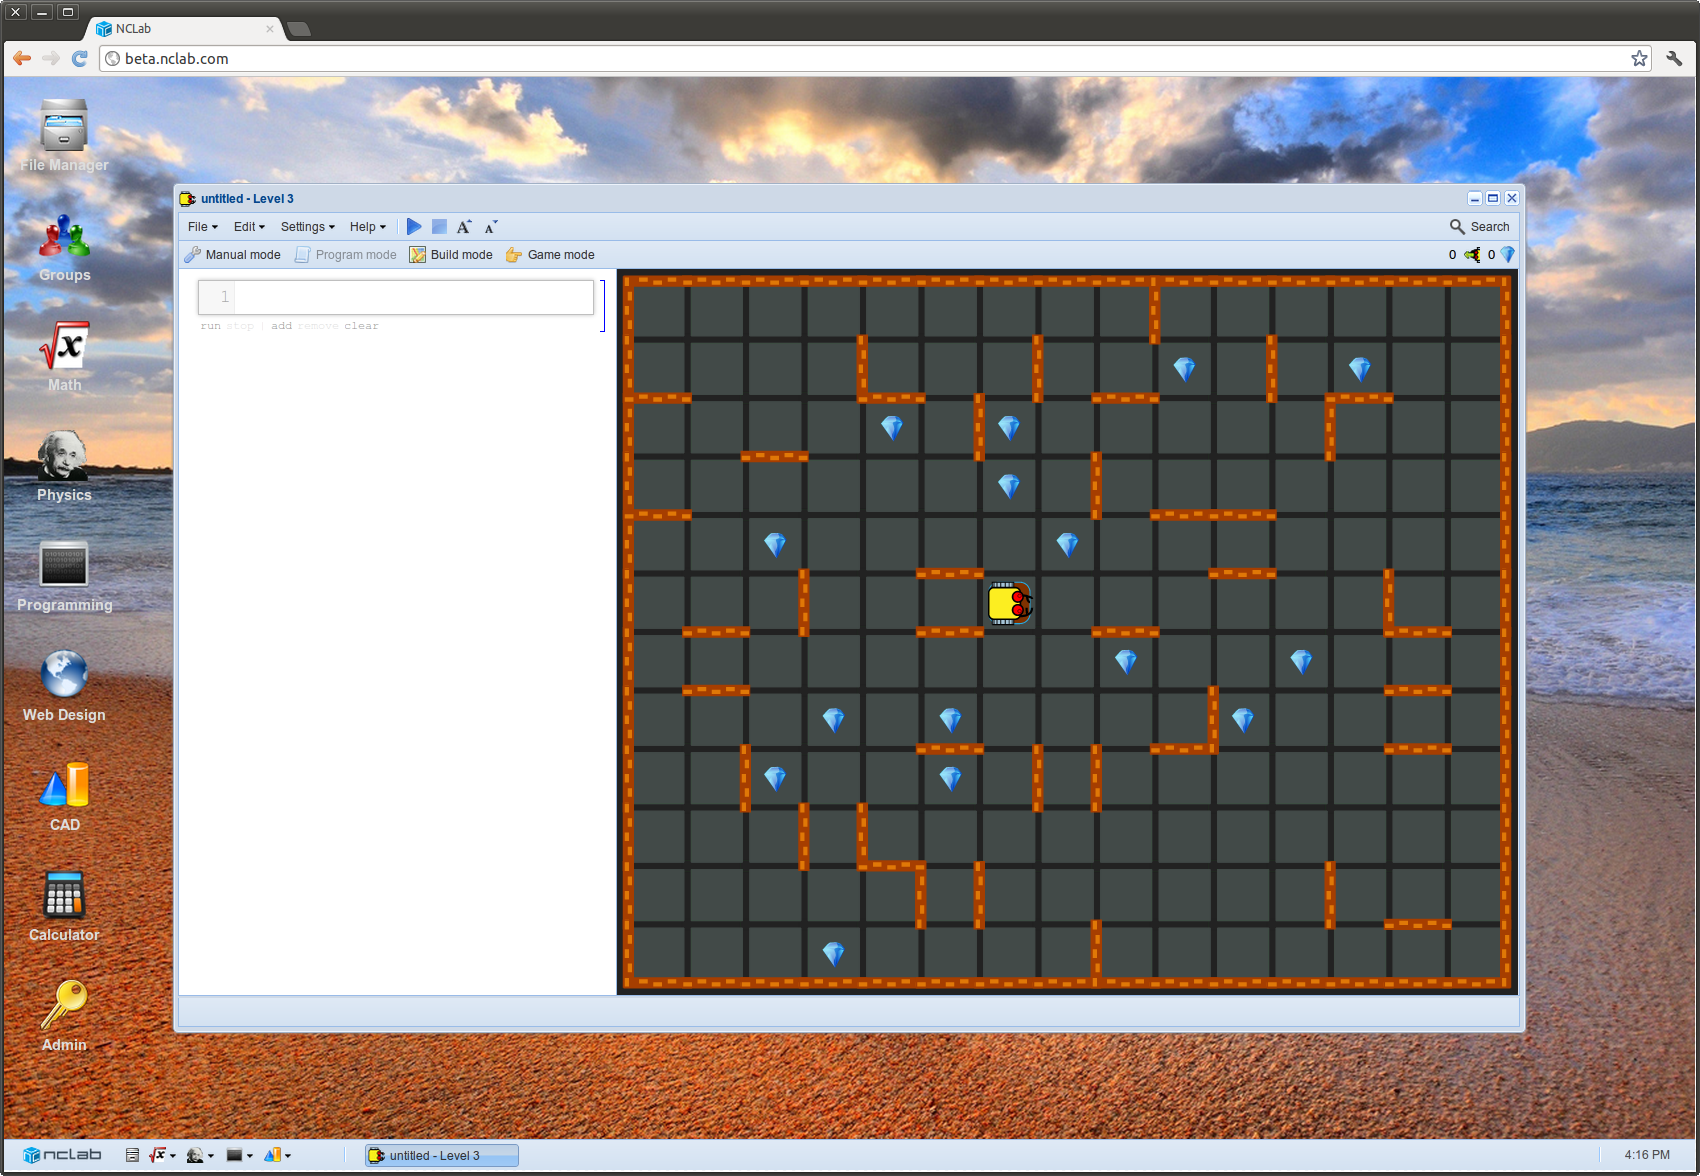 NCLab
beta.nclab.com
File Manager
Groups
Math
Physics
Programming
Web Design
CAD
Calculator
Admin
untitled - Level 3
File Edit Settings Help A A Search
Manual mode Program mode Build mode Game mode 0 0
1
run stop | add remove clear
nclab untitled - Level 3 4:16 PM